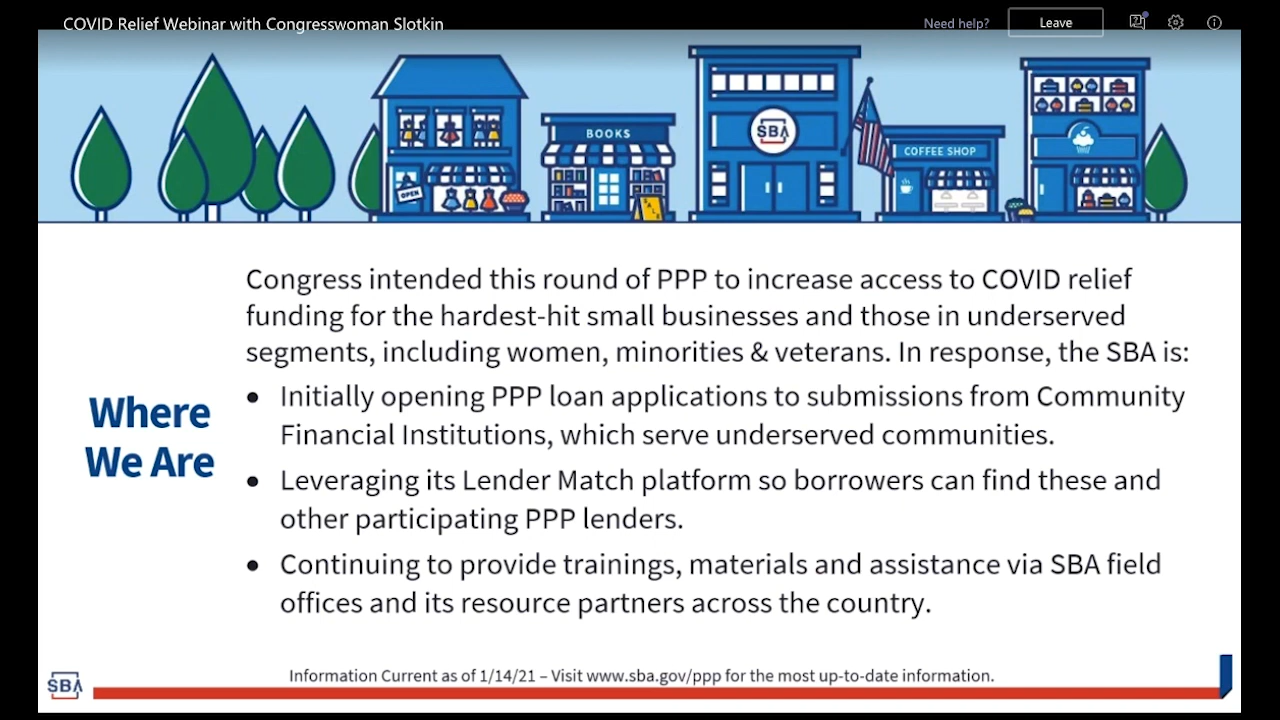 COVID Relief Webinar with Congresswoman Slotkin
Need help?
Leave
BOOKS
SBA
COFFEE SHOP
OPEN
SALE
Congress intended this round of PPP to increase access to COVID relief
funding for the hardest-hit small businesses and those in underserved
segments, including women, minorities & veterans. In response, the SBA is:
Where
We Are
• Initially opening PPP loan applications to submissions from Community
Financial Institutions, which serve underserved communities.
• Leveraging its Lender Match platform so borrowers can find these and
other participating PPP lenders.
• Continuing to provide trainings, materials and assistance via SBA field
offices and its resource partners across the country.
Information Current as of 1/14/21 – Visit www.sba.gov/ppp for the most up-to-date information.
SBA